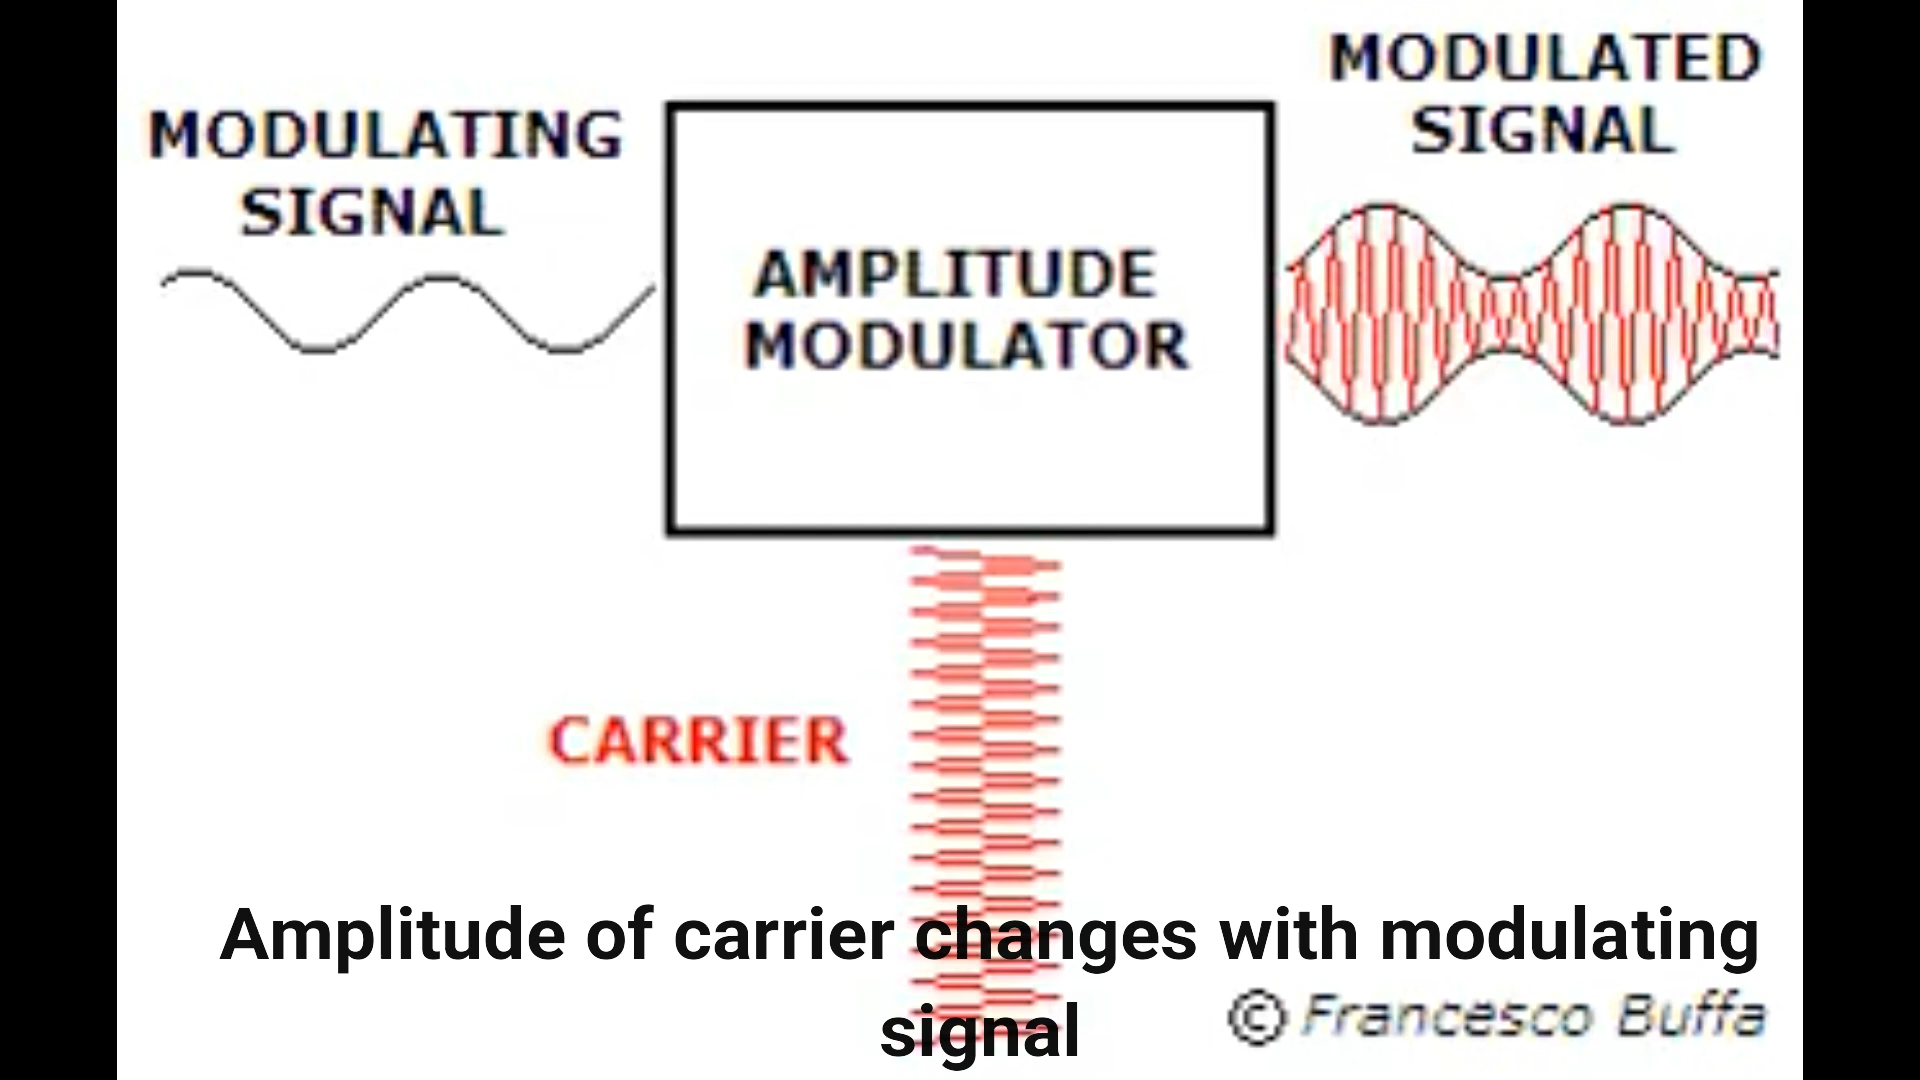 MODULATING
SIGNAL
AMPLITUDE
MODULATOR
MODULATED
SIGNAL
CARRIER
Amplitude of carrier changes with modulating
signal
© Francesco Buffa